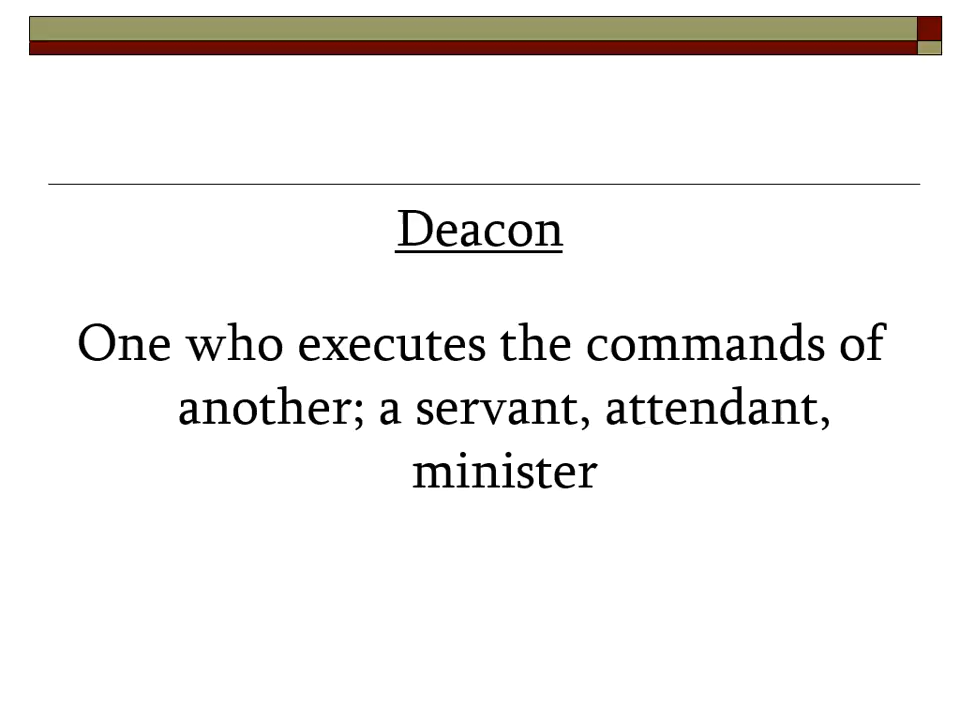 Deacon
One who executes the commands of
another; a servant, attendant,
minister